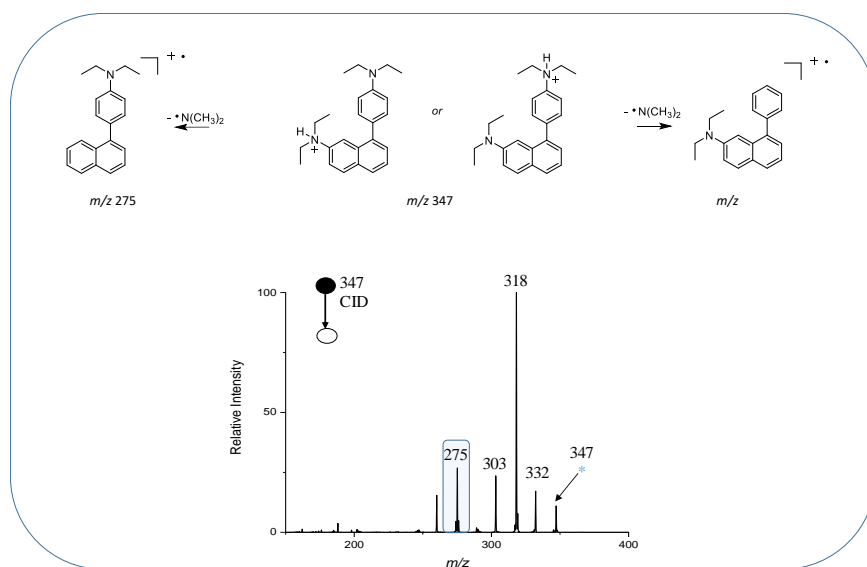 N
+ •
N
N
H
+ •
- •N(CH3)2
H
N
+
or
N
+
N
- •N(CH3)2
N
m/z 275
m/z 347
m/z
347
CID
318
100
50
0
Relative Intensity
275
303
332
347
*
300
400
m/z